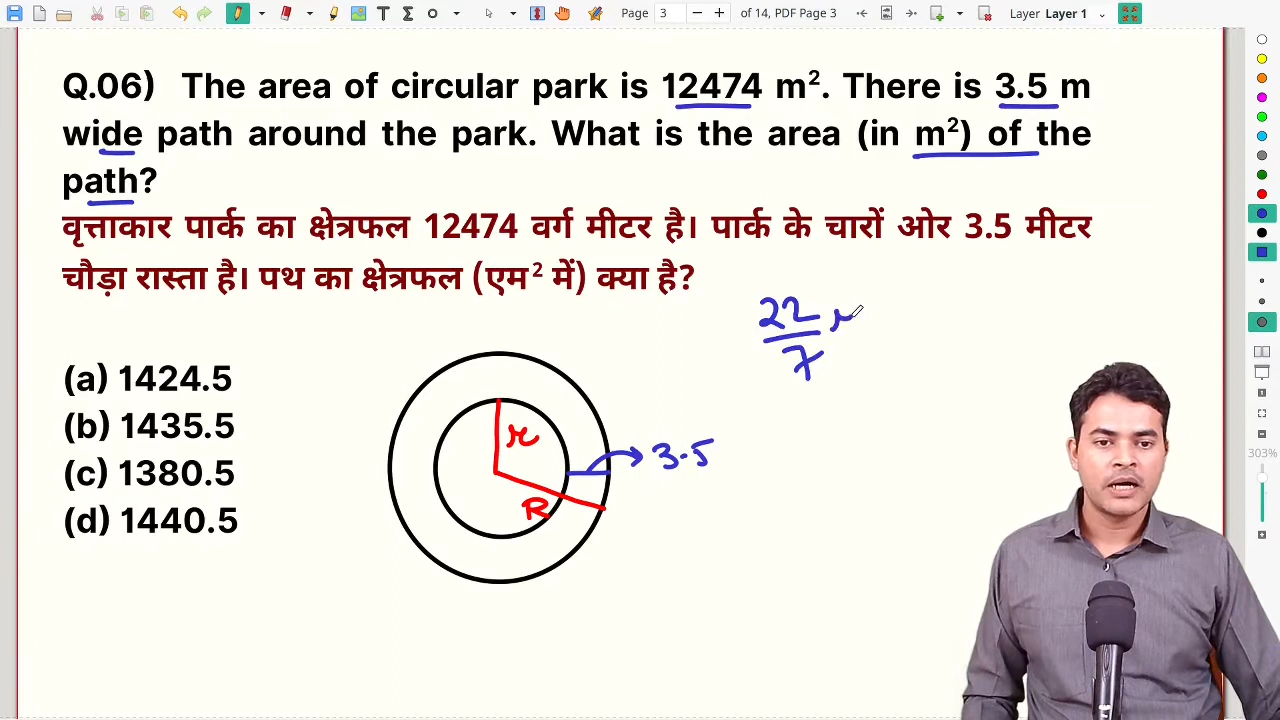 Page 3 of 14, PDF Page 3 Layer Layer 1
Q.06) The area of circular park is 12474 m². There is 3.5 m
wide path around the park. What is the area (in m²) of the
path?
वृत्ताकार पार्क का क्षेत्रफल 12474 वर्ग मीटर है। पार्क के चारों ओर 3.5 मीटर
चौड़ा रास्ता है। पथ का क्षेत्रफल (एम² में) क्या है?
22
7
(a) 1424.5
(b) 1435.5
(c) 1380.5
(d) 1440.5
r
3.5
R
303%